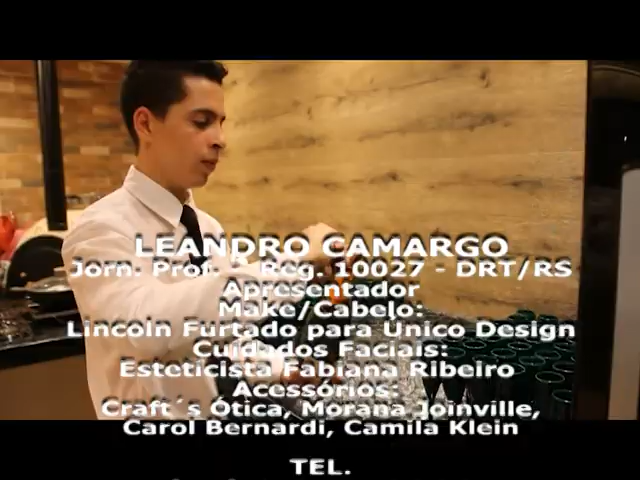 LEANDRO CAMARGO
Jorn. Prof. - Reg. 10027 - DRT/RS
Apresentador
Make/Cabelo:
Lincoln Furtado para Unico Design
Cuidados Faciais:
Esteticista Fabiana Ribeiro
Acessórios:
Craft´s Ótica, Morana Joinville,
Carol Bernardi, Camila Klein
TEL.